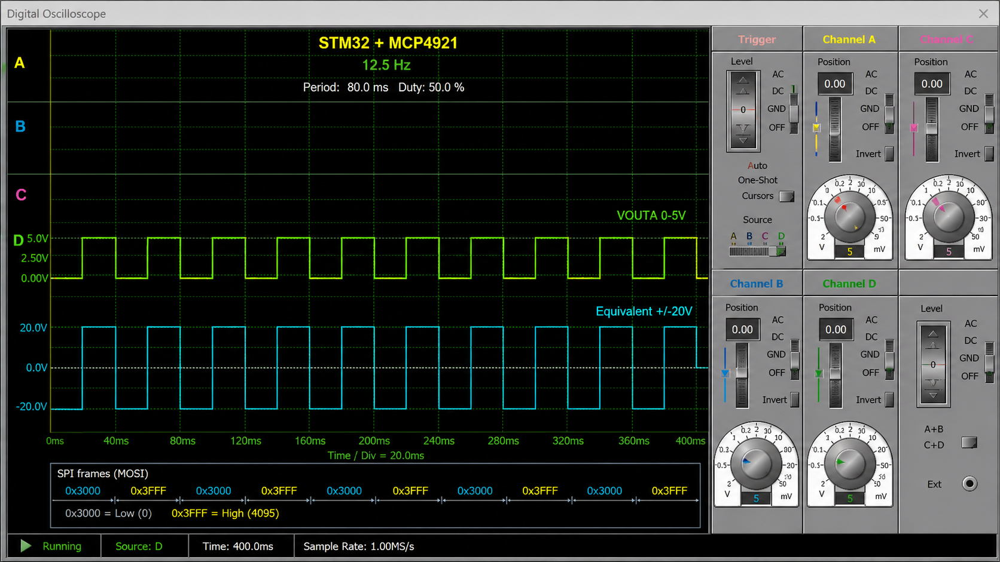 Digital Oscilloscope
STM32 + MCP4921
12.5 Hz
Period: 80.0 ms Duty: 50.0 %
A
B
C
D
VOUTA 0-5V
5.0V
2.50V
0.00V
Equivalent +/-20V
20.0V
0.0V
-20.0V
0ms 40ms 80ms 120ms 160ms 200ms 240ms 280ms 320ms 360ms 400ms
Time / Div = 20.0ms
SPI frames (MOSI)
0x3000 0x3FFF 0x3000 0x3FFF 0x3000 0x3FFF 0x3000 0x3FFF 0x3000 0x3FFF
0x3000 = Low (0) 0x3FFF = High (4095)
Running
Source: D
Time: 400.0ms
Sample Rate: 1.00MS/s
Trigger
Level
0
AC
DC
GND
OFF
Auto
One-Shot
Cursors
Source
A B C D
Channel A
Position
0.00
AC
DC
GND
OFF
Invert
0 0.2 2 30 10
0.1 0.5
0.5 50
2 9
V mV
5
Channel C
Position
0.00
AC
DC
GND
OFF
Invert
1 0.2 2 10 10
0.1 80
0.5 30
2 50
V mV
5
Channel B
Position
0.00
AC
DC
GND
OFF
Invert
1 0.2 2 30 10
0.2 80
0.5 20
2 50
V mV
5
Channel D
Position
0.00
AC
DC
GND
OFF
Invert
1 0.2 2 30 10
0.1 20
0.5 50
2 50
V mV
5
Level
0
AC
DC
GND
OFF
A+B
C+D
Ext